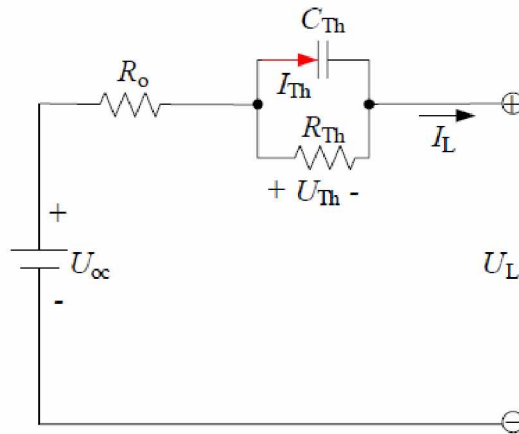 C_Th
R_o
I_Th
R_Th
I_L
+ U_Th -
+
U_oc
-
U_L